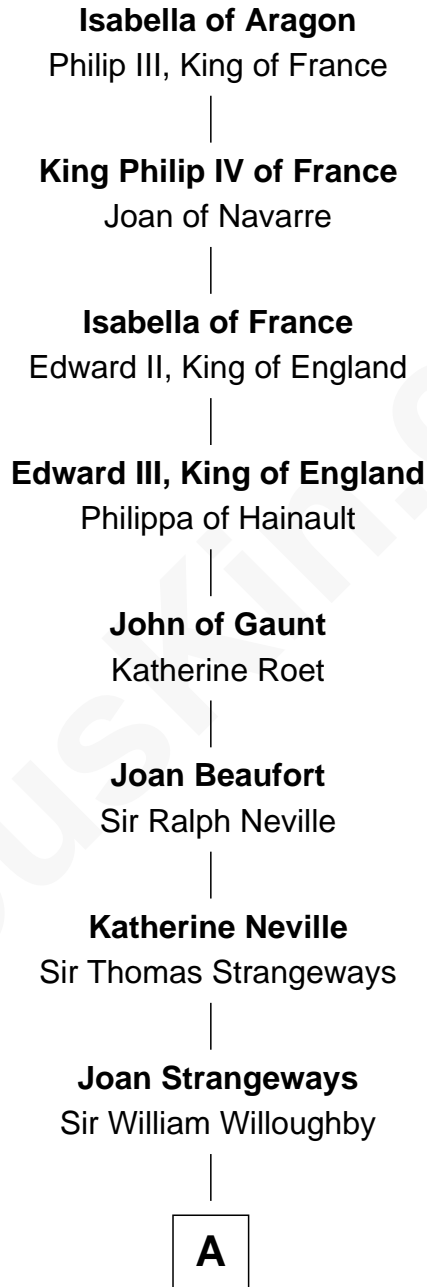 Isabella of Aragon
Philip III, King of France
King Philip IV of France
Joan of Navarre
Isabella of France
Edward II, King of England
Edward III, King of England
Philippa of Hainault
John of Gaunt
Katherine Roet
Joan Beaufort
Sir Ralph Neville
Katherine Neville
Sir Thomas Strangeways
Joan Strangeways
Sir William Willoughby
A